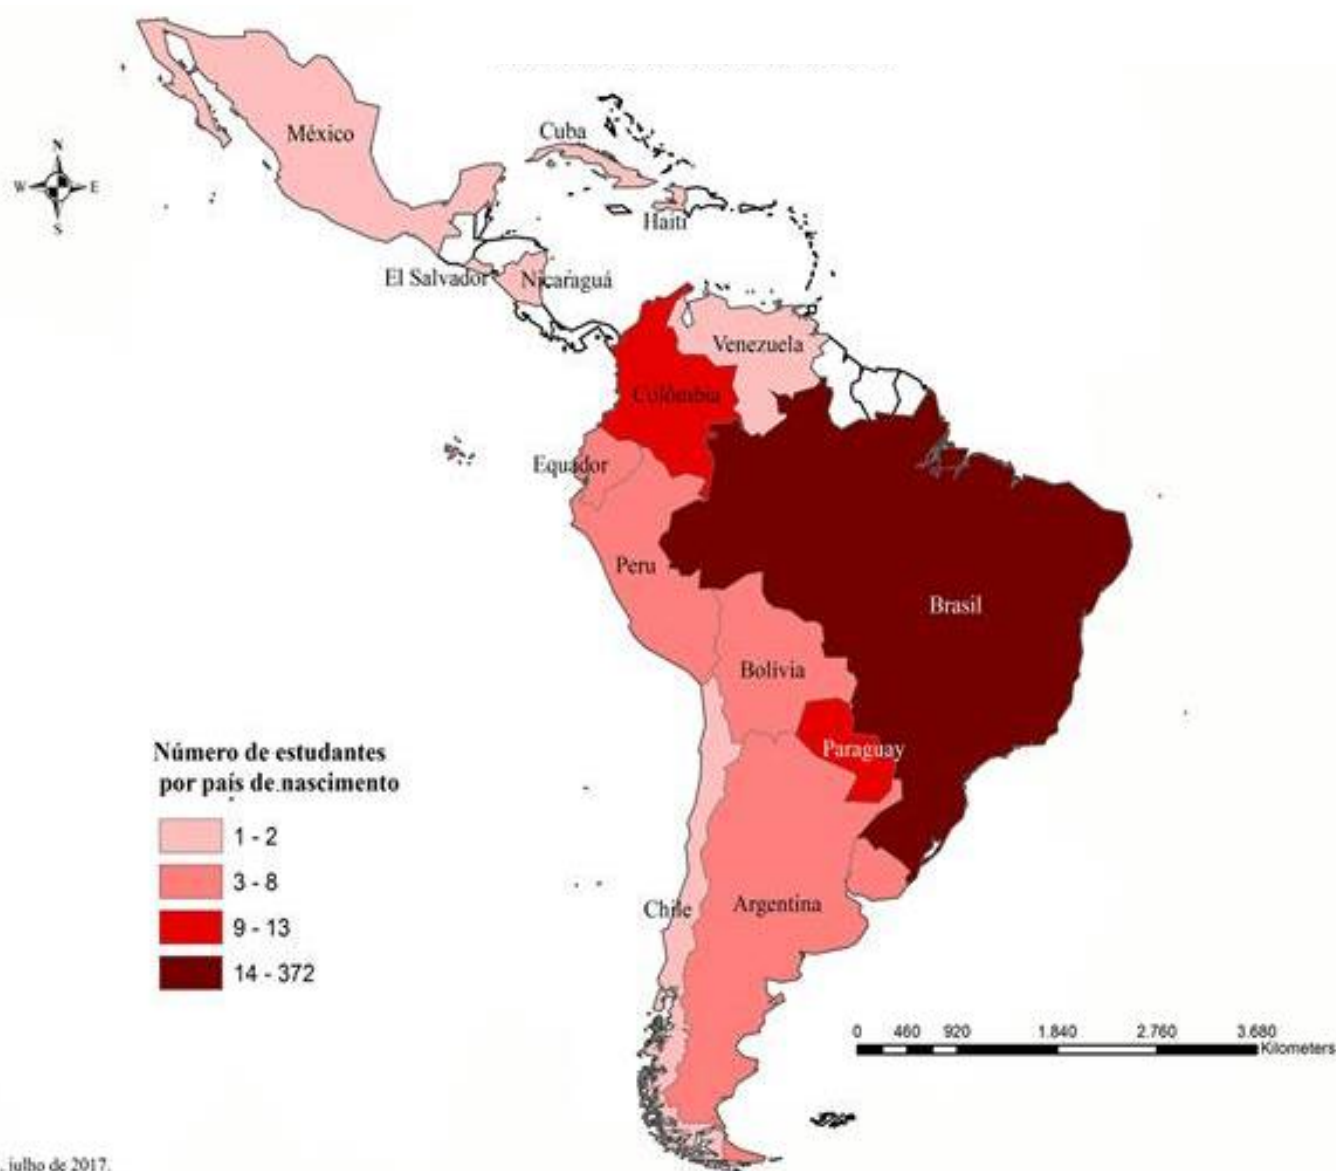 N
W E
S
México
Cuba
Haiti
El Salvador
Nicaraguá
Venezuela
Colômbia
Equador
Peru
Brasil
Bolívia
Paraguay
Chile
Argentina
Número de estudantes
por país de nascimento
1 - 2
3 - 8
9 - 13
14 - 372
0 460 920 1.840 2.760 3.680
Kilometers
julho de 2017.